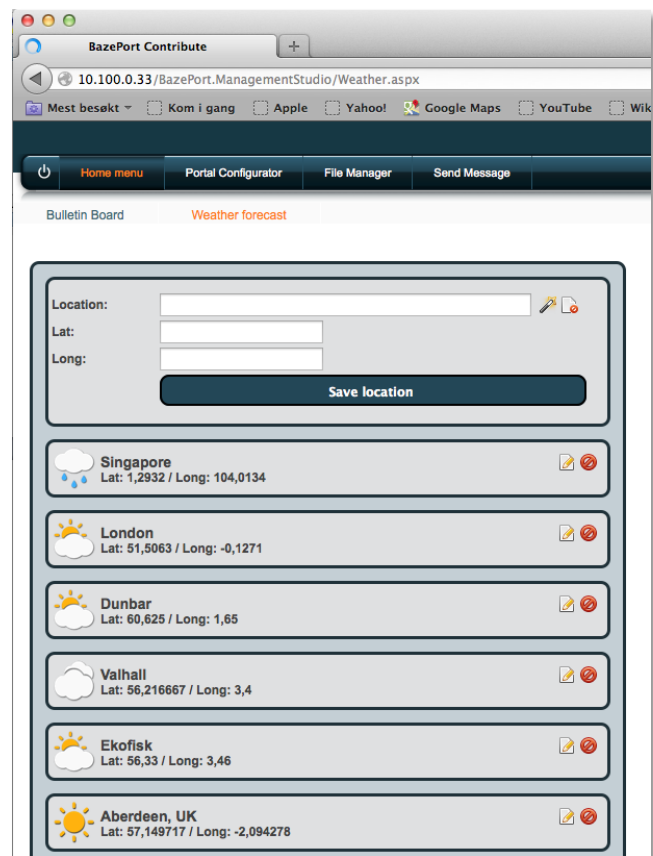 BazePort Contribute
10.100.0.33/BazePort.ManagementStudio/Weather.aspx
Mest besøkt Kom i gang Apple Yahoo! Google Maps YouTube Wik
Home menu Portal Configurator File Manager Send Message
Bulletin Board Weather forecast
Location:
Lat:
Long:
Save location
Singapore
Lat: 1,2932 / Long: 104,0134
London
Lat: 51,5063 / Long: -0,1271
Dunbar
Lat: 60,625 / Long: 1,65
Valhall
Lat: 56,216667 / Long: 3,4
Ekofisk
Lat: 56,33 / Long: 3,46
Aberdeen, UK
Lat: 57,149717 / Long: -2,094278